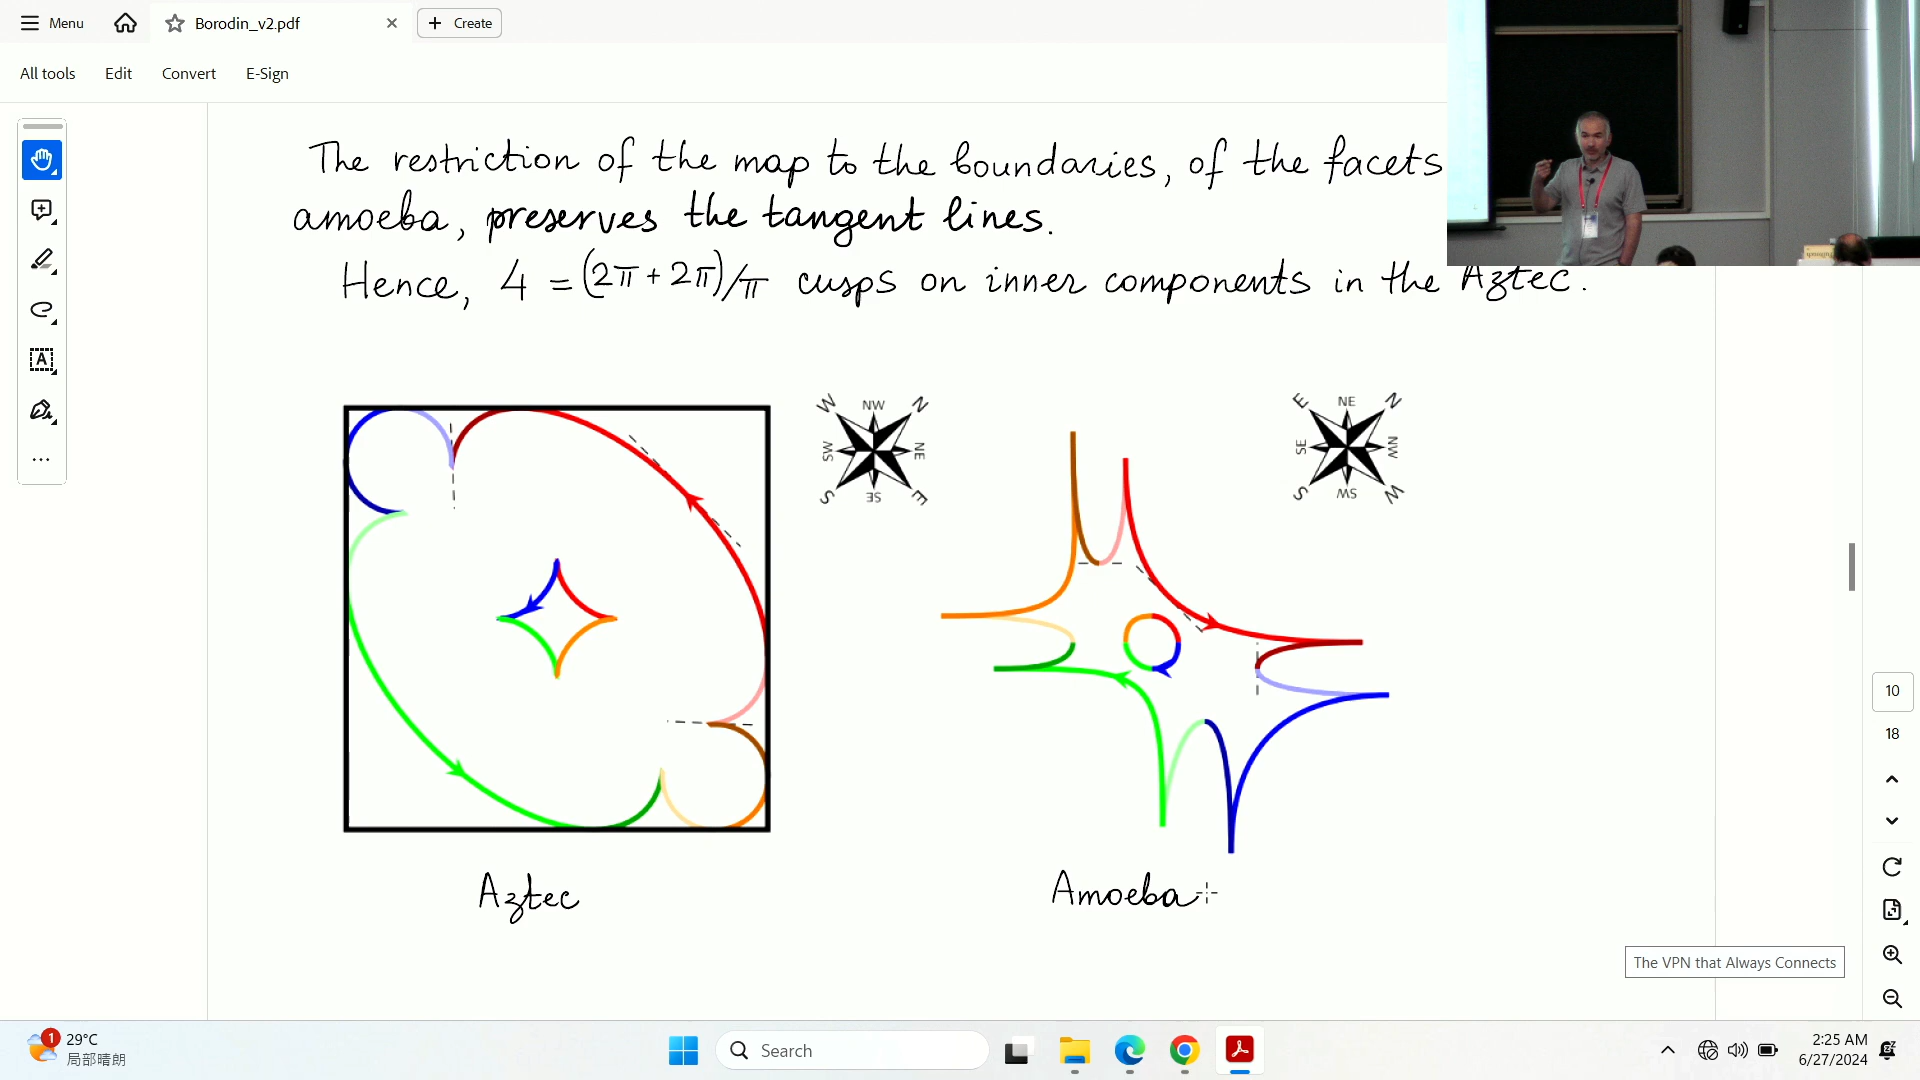 Menu
Borodin_v2.pdf
Create
All tools Edit Convert E-Sign
The restriction of the map to the boundaries, of the facets
amoeba, preserves the tangent lines.
Hence, 4 = (2π + 2π)/π cusps on inner components in the Aztec.
W NW N
SW NE
S SE E
E NE N
SE NW
S SW W
Aztec
Amoeba
10
18
The VPN that Always Connects
1
29°C
局部晴朗
Search
2:25 AM
6/27/2024